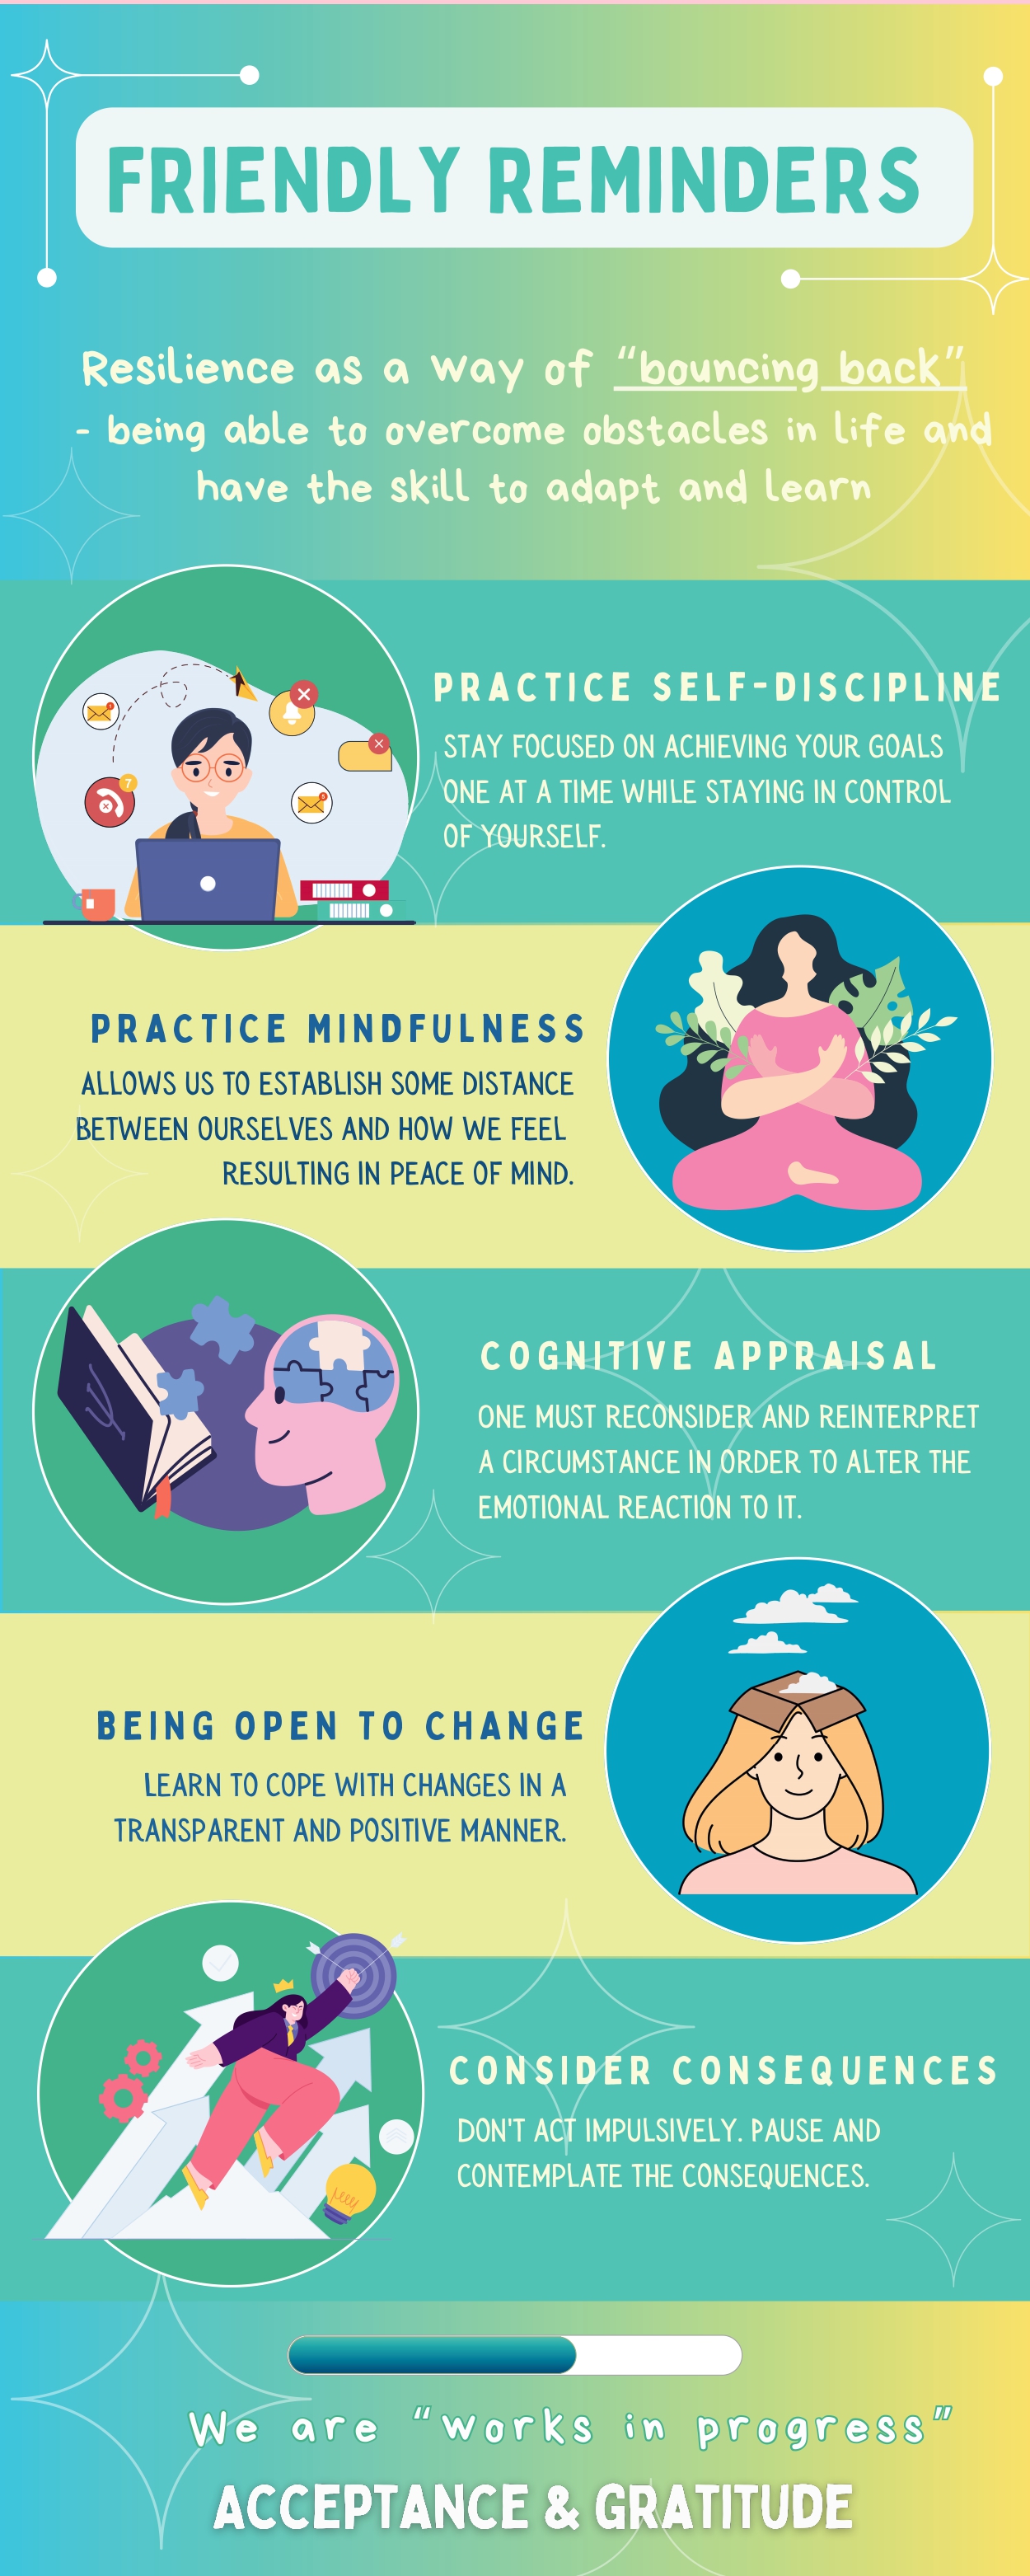 FRIENDLY REMINDERS
Resilience as a way of “bouncing back”
- being able to overcome obstacles in life and
have the skill to adapt and learn
PRACTICE SELF-DISCIPLINE
STAY FOCUSED ON ACHIEVING YOUR GOALS
ONE AT A TIME WHILE STAYING IN CONTROL
OF YOURSELF.
7
PRACTICE MINDFULNESS
ALLOWS US TO ESTABLISH SOME DISTANCE
BETWEEN OURSELVES AND HOW WE FEEL
RESULTING IN PEACE OF MIND.
COGNITIVE APPRAISAL
ONE MUST RECONSIDER AND REINTERPRET
A CIRCUMSTANCE IN ORDER TO ALTER THE
EMOTIONAL REACTION TO IT.
BEING OPEN TO CHANGE
LEARN TO COPE WITH CHANGES IN A
TRANSPARENT AND POSITIVE MANNER.
CONSIDER CONSEQUENCES
DON'T ACT IMPULSIVELY. PAUSE AND
CONTEMPLATE THE CONSEQUENCES.
We are “works in progress”
ACCEPTANCE & GRATITUDE